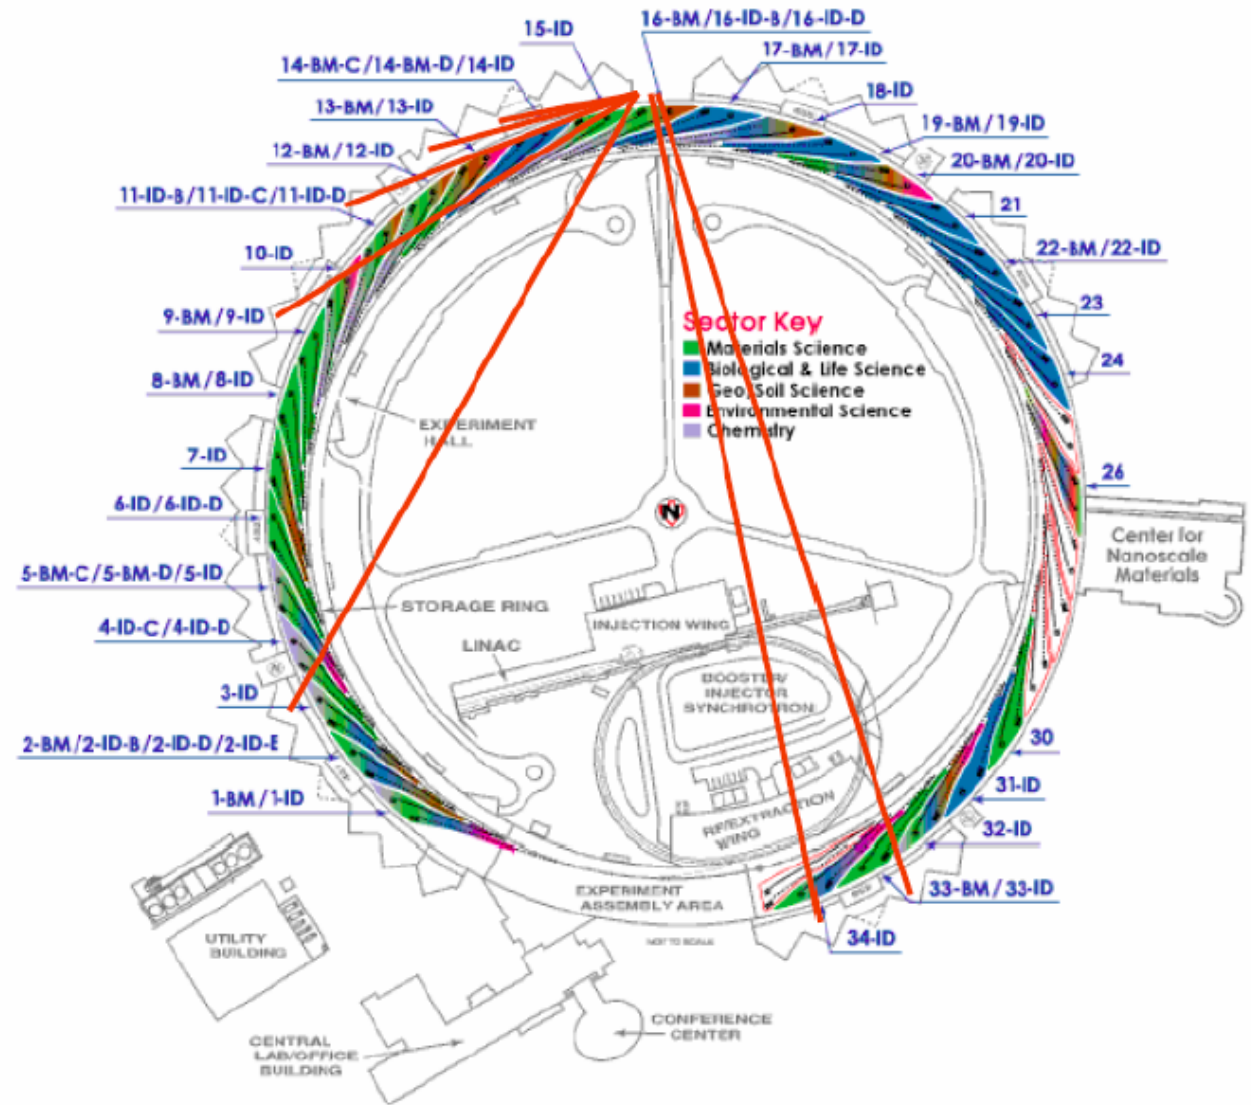 16-BM/16-ID-B/16-ID-D
15-ID
17-BM/17-ID
14-BM-C/14-BM-D/14-ID
18-ID
13-BM/13-ID
19-BM/19-ID
12-BM/12-ID
20-BM/20-ID
11-ID-B/11-ID-C/11-ID-D
21
22-BM/22-ID
10-ID
23
9-BM/9-ID
24
8-BM/8-ID
Sector Key
Materials Science
Biological & Life Science
Geo/Soil Science
Environmental Science
Chemistry
EXPERIMENT
HALL
7-ID
26
6-ID/6-ID-D
N
Center for
Nanoscale
Materials
5-BM-C/5-BM-D/5-ID
STORAGE RING
INJECTION WING
4-ID-C/4-ID-D
LINAC
BOOSTER/
INJECTOR
SYNCHROTRON
3-ID
2-BM/2-ID-B/2-ID-D/2-ID-E
30
1-BM/1-ID
31-ID
RF/EXTRACTION
WING
32-ID
33-BM/33-ID
EXPERIMENT
ASSEMBLY AREA
NOT TO SCALE
34-ID
UTILITY
BUILDING
CONFERENCE
CENTER
CENTRAL
LAB/OFFICE
BUILDING